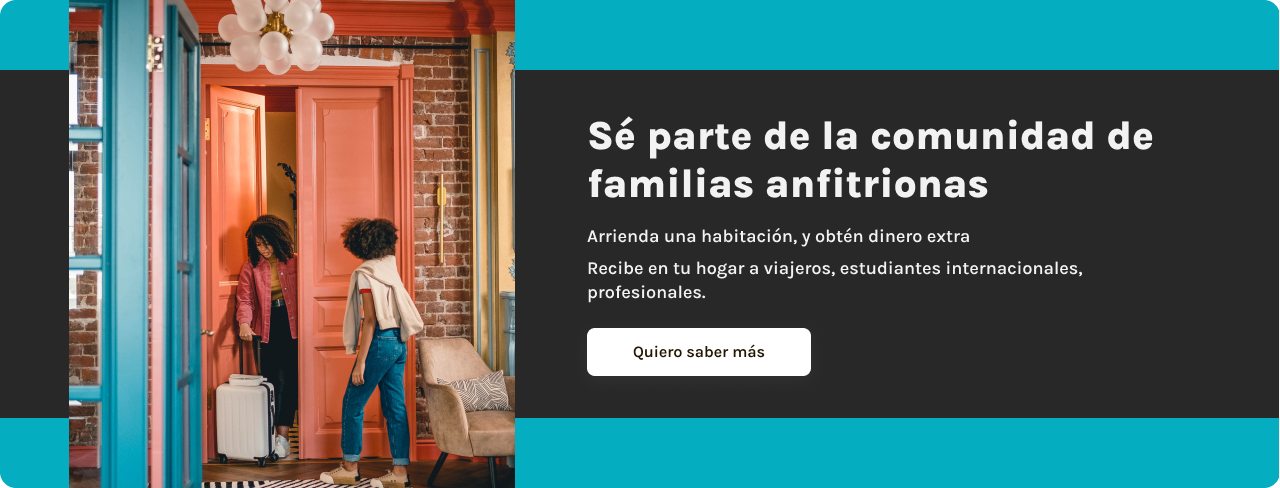 Sé parte de la comunidad de
familias anfitrionas
Arrienda una habitación, y obtén dinero extra
Recibe en tu hogar a viajeros, estudiantes internacionales,
profesionales.
Quiero saber más